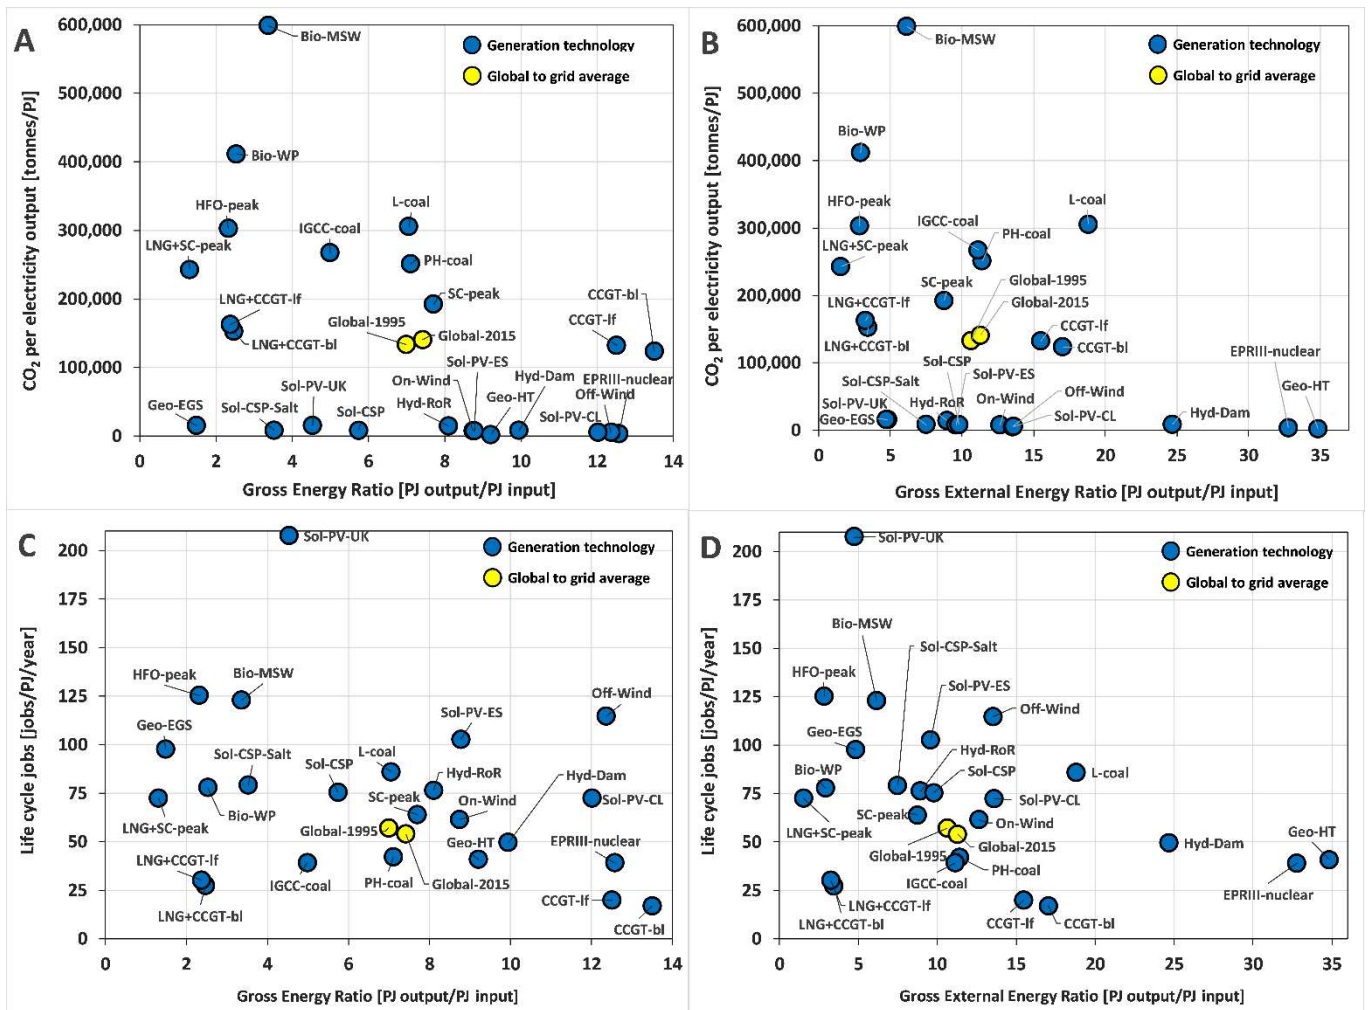 A
600,000
500,000
400,000
300,000
200,000
100,000
0
CO2 per electricity output [tonnes/PJ]
Generation technology
Global to grid average
Bio-MSW
Bio-WP
HFO-peak
LNG+SC-peak
IGCC-coal
L-coal
PH-coal
SC-peak
LNG+CCGT-lf
LNG+CCGT-bl
Global-1995
Global-2015
CCGT-bl
CCGT-lf
Sol-PV-ES
EPRIII-nuclear
On-Wind
Hyd-Dam
Off-Wind
Sol-PV-UK
Geo-HT
Geo-EGS
Sol-CSP-Salt
Sol-CSP
Hyd-RoR
Sol-PV-CL
0 2 4 6 8 10 12 14
Gross Energy Ratio [PJ output/PJ input]
B
600,000
500,000
400,000
300,000
200,000
100,000
0
CO2 per electricity output [tonnes/PJ]
Generation technology
Global to grid average
Bio-MSW
Bio-WP
HFO-peak
L-coal
IGCC-coal
PH-coal
LNG+SC-peak
SC-peak
Global-1995
Global-2015
LNG+CCGT-lf
CCGT-lf
LNG+CCGT-bl
CCGT-bl
Sol-CSP
EPRIII-nuclear
Sol-CSP-Salt
Sol-PV-ES
Off-Wind
Geo-HT
Sol-PV-UK
Hyd-RoR
On-Wind
Hyd-Dam
Geo-EGS
Sol-PV-CL
0 5 10 15 20 25 30 35
Gross External Energy Ratio [PJ output/PJ input]
C
200
175
150
125
100
75
50
25
0
Life cycle jobs [jobs/PJ/year]
Sol-PV-UK
Generation technology
Global to grid average
HFO-peak
Bio-MSW
Off-Wind
Geo-EGS
Sol-PV-ES
Sol-CSP-Salt
L-coal
Sol-CSP
Hyd-RoR
Hyd-Dam
SC-peak
Sol-PV-CL
Bio-WP
On-Wind
LNG+SC-peak
Global-1995
Geo-HT
EPRIII-nuclear
LNG+CCGT-lf
IGCC-coal
PH-coal
Global-2015
CCGT-lf
LNG+CCGT-bl
CCGT-bl
0 2 4 6 8 10 12 14
Gross Energy Ratio [PJ output/PJ input]
D
200
175
150
125
100
75
50
25
0
Life cycle jobs [jobs/PJ/year]
Sol-PV-UK
Generation technology
Global to grid average
Bio-MSW
Sol-CSP-Salt
HFO-peak
Sol-PV-ES
Off-Wind
Geo-EGS
Hyd-RoR
Bio-WP
Sol-CSP
L-coal
SC-peak
Sol-PV-CL
LNG+SC-peak
On-Wind
Global-1995
Global-2015
Hyd-Dam
Geo-HT
IGCC-coal
PH-coal
EPRIII-nuclear
LNG+CCGT-lf
LNG+CCGT-bl
CCGT-lf
CCGT-bl
0 5 10 15 20 25 30 35
Gross External Energy Ratio [PJ output/PJ input]